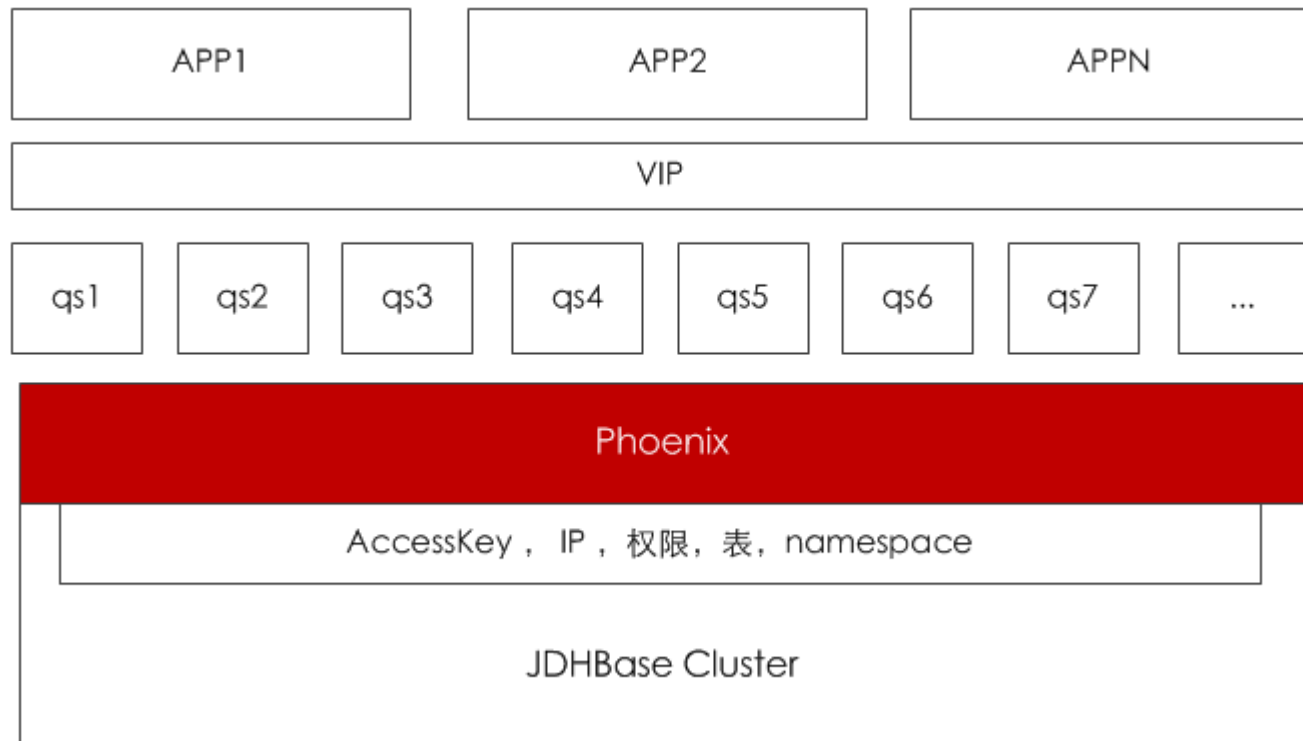 APP1 APP2 APPN
VIP
qs1 qs2 qs3 qs4 qs5 qs6 qs7 ...
Phoenix
AccessKey ， IP ，权限，表，namespace
JDHBase Cluster